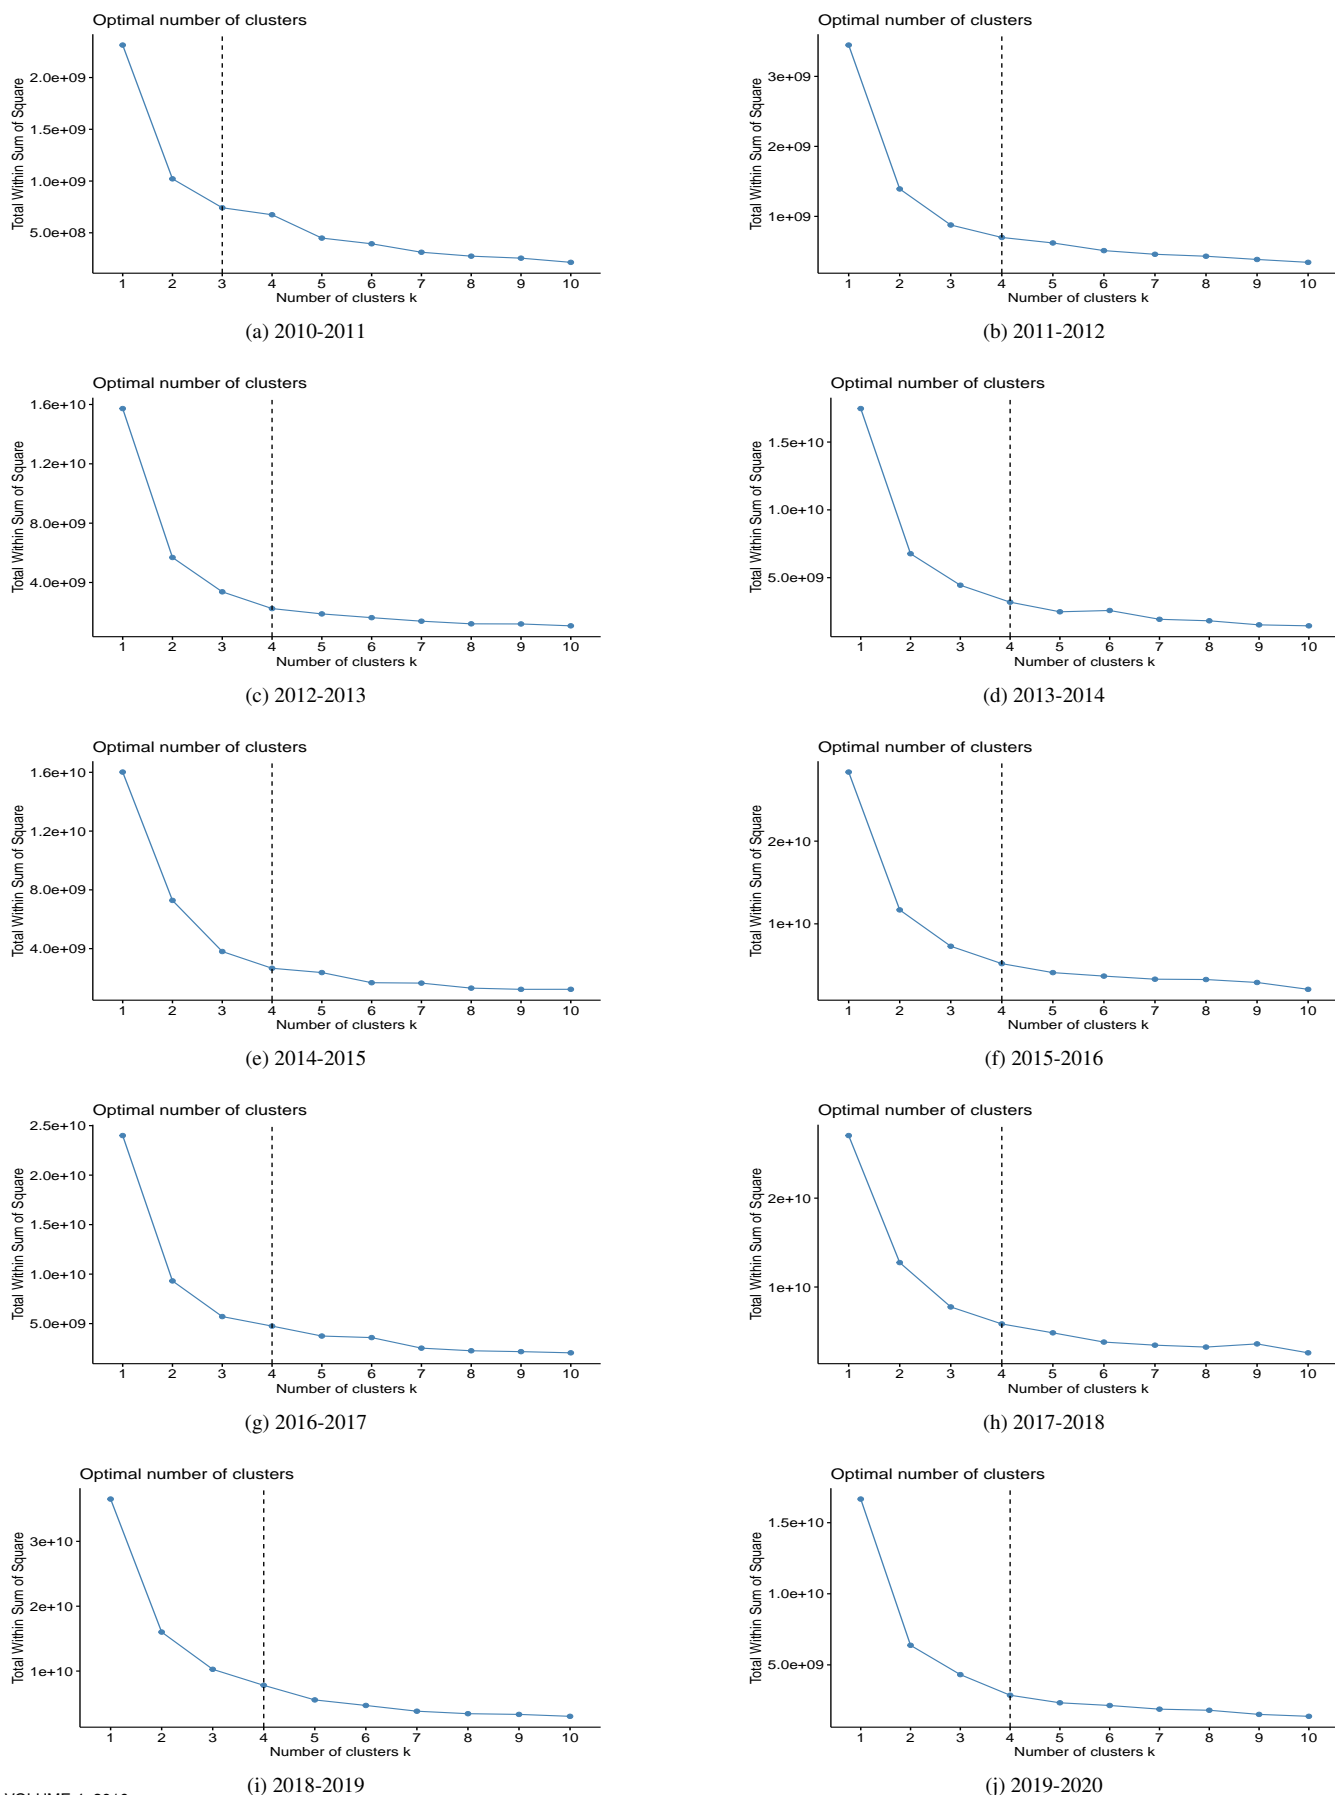 Optimal number of clusters
Total Within Sum of Square
2.0e+09
1.5e+09
1.0e+09
5.0e+08
1 2 3 4 5 6 7 8 9 10
Number of clusters k
(a) 2010-2011
Optimal number of clusters
Total Within Sum of Square
3e+09
2e+09
1e+09
1 2 3 4 5 6 7 8 9 10
Number of clusters k
(b) 2011-2012
Optimal number of clusters
Total Within Sum of Square
1.6e+10
1.2e+10
8.0e+09
4.0e+09
1 2 3 4 5 6 7 8 9 10
Number of clusters k
(c) 2012-2013
Optimal number of clusters
Total Within Sum of Square
1.5e+10
1.0e+10
5.0e+09
1 2 3 4 5 6 7 8 9 10
Number of clusters k
(d) 2013-2014
Optimal number of clusters
Total Within Sum of Square
1.6e+10
1.2e+10
8.0e+09
4.0e+09
1 2 3 4 5 6 7 8 9 10
Number of clusters k
(e) 2014-2015
Optimal number of clusters
Total Within Sum of Square
2e+10
1e+10
1 2 3 4 5 6 7 8 9 10
Number of clusters k
(f) 2015-2016
Optimal number of clusters
Total Within Sum of Square
2.5e+10
2.0e+10
1.5e+10
1.0e+10
5.0e+09
1 2 3 4 5 6 7 8 9 10
Number of clusters k
(g) 2016-2017
Optimal number of clusters
Total Within Sum of Square
2e+10
1e+10
1 2 3 4 5 6 7 8 9 10
Number of clusters k
(h) 2017-2018
Optimal number of clusters
Total Within Sum of Square
3e+10
2e+10
1e+10
1 2 3 4 5 6 7 8 9 10
Number of clusters k
(i) 2018-2019
Optimal number of clusters
Total Within Sum of Square
1.5e+10
1.0e+10
5.0e+09
1 2 3 4 5 6 7 8 9 10
Number of clusters k
(j) 2019-2020